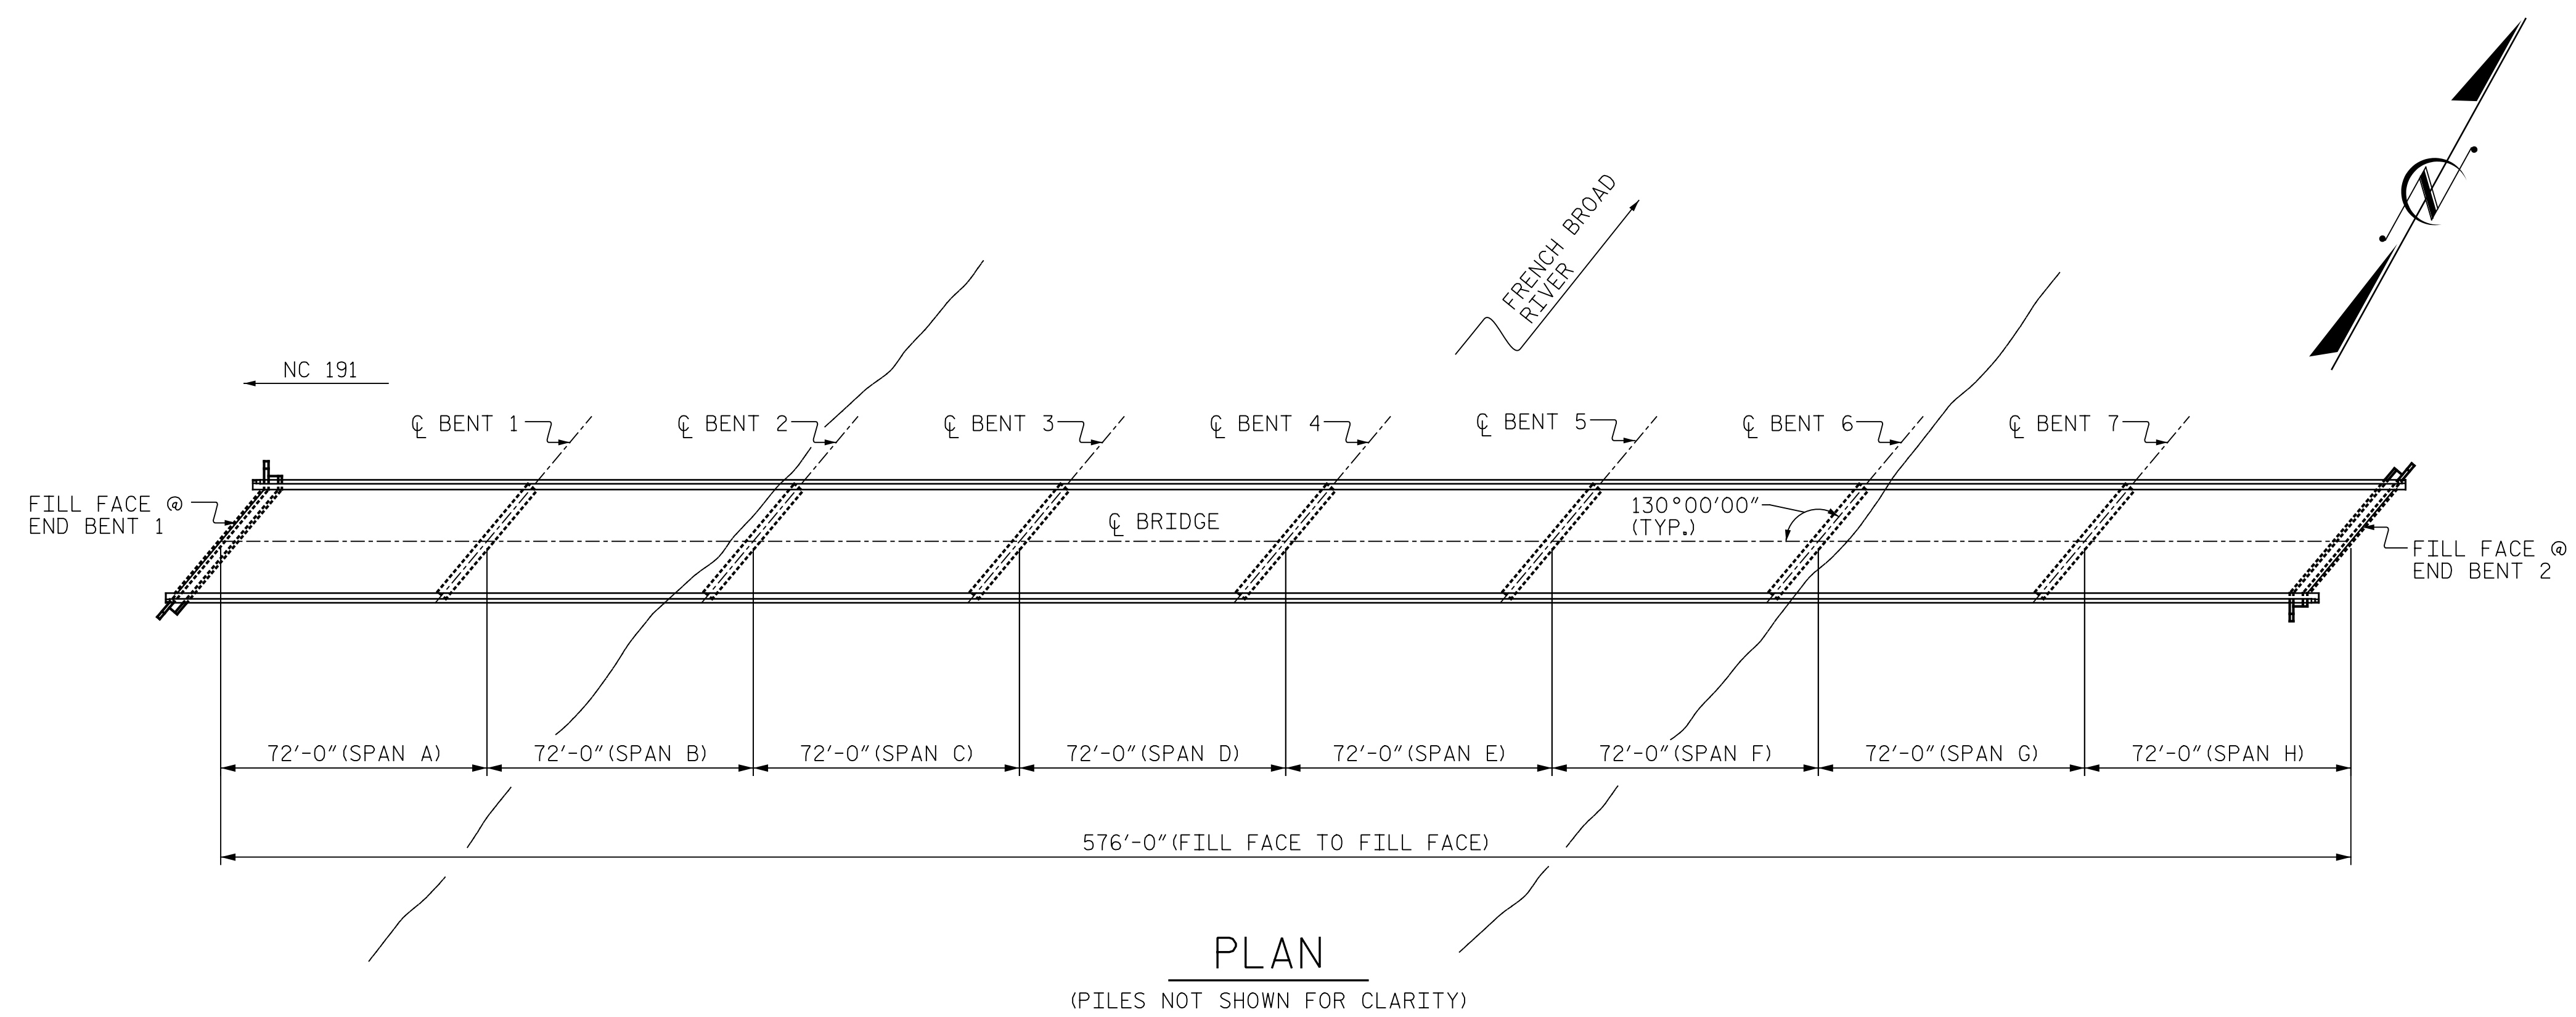 FRENCH BROAD
RIVER
N
NC 191
℄ BENT 1
℄ BENT 2
℄ BENT 3
℄ BENT 4
℄ BENT 5
℄ BENT 6
℄ BENT 7
FILL FACE @
END BENT 1
℄ BRIDGE
130°00'00"
(TYP.)
FILL FACE @
END BENT 2
72'-0"(SPAN A)
72'-0"(SPAN B)
72'-0"(SPAN C)
72'-0"(SPAN D)
72'-0"(SPAN E)
72'-0"(SPAN F)
72'-0"(SPAN G)
72'-0"(SPAN H)
576'-0"(FILL FACE TO FILL FACE)
PLAN
(PILES NOT SHOWN FOR CLARITY)